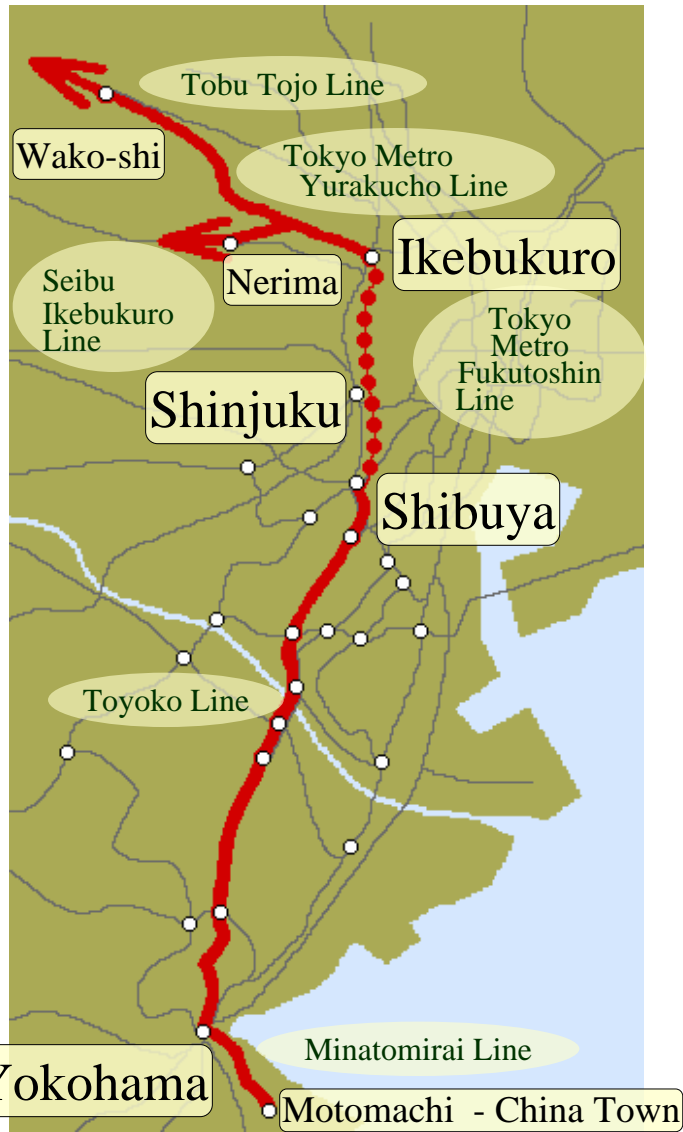 Tobu Tojo Line
Wako-shi
Tokyo Metro
Yurakucho Line
Ikebukuro
Nerima
Seibu
Ikebukuro
Line
Tokyo
Metro
Fukutoshin
Line
Shinjuku
Shibuya
Toyoko Line
Minatomirai Line
Yokohama
Motomachi - China Town